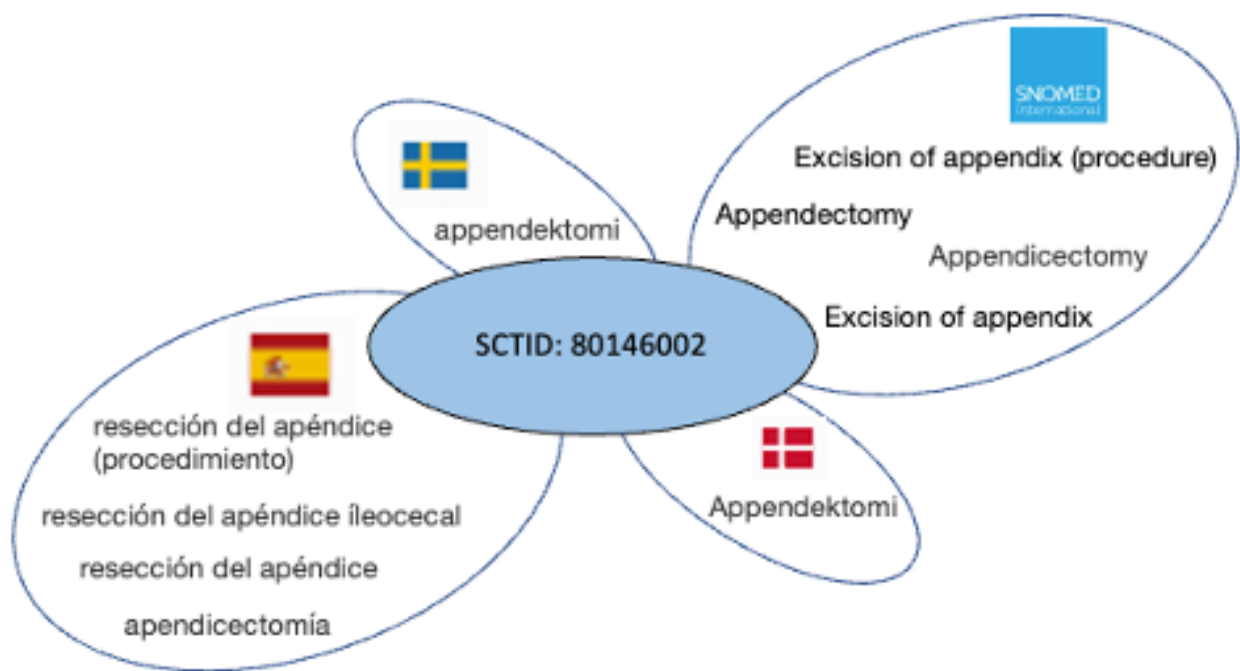 SNOMED
International
Excision of appendix (procedure)
Appendectomy
Appendicectomy
Excision of appendix
appendektomi
SCTID: 80146002
resección del apéndice
(procedimiento)
resección del apéndice íleocecal
resección del apéndice
apendicectomía
Appendektomi